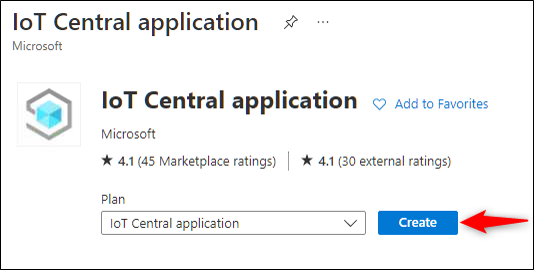 IoT Central application ...
Microsoft
IoT Central application Add to Favorites
Microsoft
★ 4.1 (45 Marketplace ratings) | ★ 4.1 (30 external ratings)
Plan
IoT Central application Create